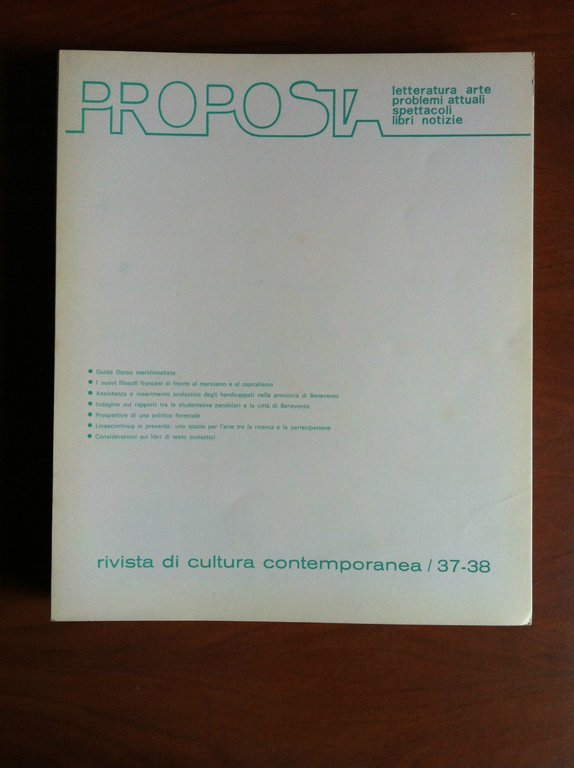 PROPOSTA
letteratura arte
problemi attuali
spettacoli
libri notizie
• Guido Dorso meridionalista
• I nuovi filosofi francesi di fronte al marxismo e al capitalismo
• Assistenza e inserimento scolastico degli handicappati nella provincia di Benevento
• Indagine sui rapporti tra le studentesse pendolari e la città di Benevento
• Prospettive di una politica forestale
• Lineacontinua si presenta: uno spazio per l'arte tra la ricerca e la partecipazione
• Considerazioni sui libri di testo scolastici
rivista di cultura contemporanea / 37-38